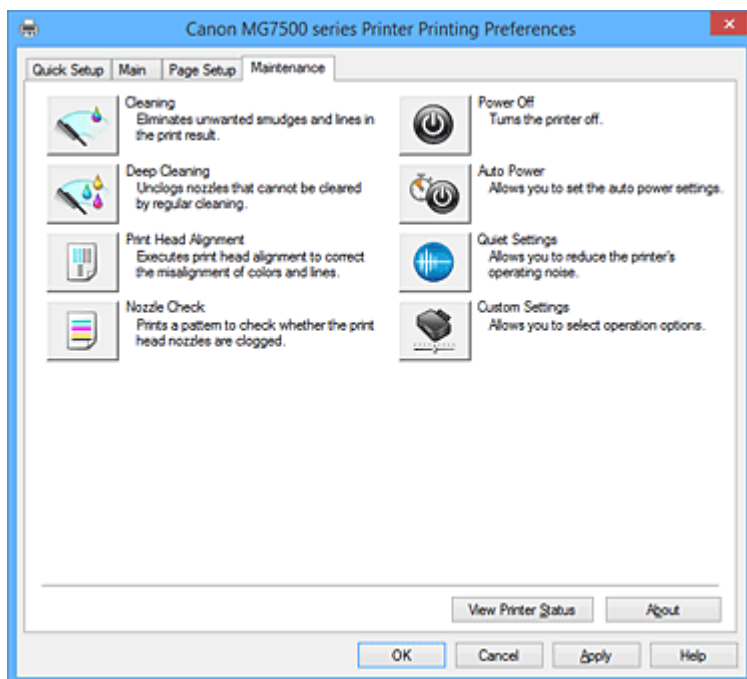 Canon MG7500 series Printer Printing Preferences
Quick Setup Main Page Setup Maintenance
Cleaning
Eliminates unwanted smudges and lines in
the print result.
Deep Cleaning
Unclogs nozzles that cannot be cleared
by regular cleaning.
Print Head Alignment
Executes print head alignment to correct
the misalignment of colors and lines.
Nozzle Check
Prints a pattern to check whether the print
head nozzles are clogged.
Power Off
Turns the printer off.
Auto Power
Allows you to set the auto power settings.
Quiet Settings
Allows you to reduce the printer's
operating noise.
Custom Settings
Allows you to select operation options.
View Printer Status About
OK Cancel Apply Help